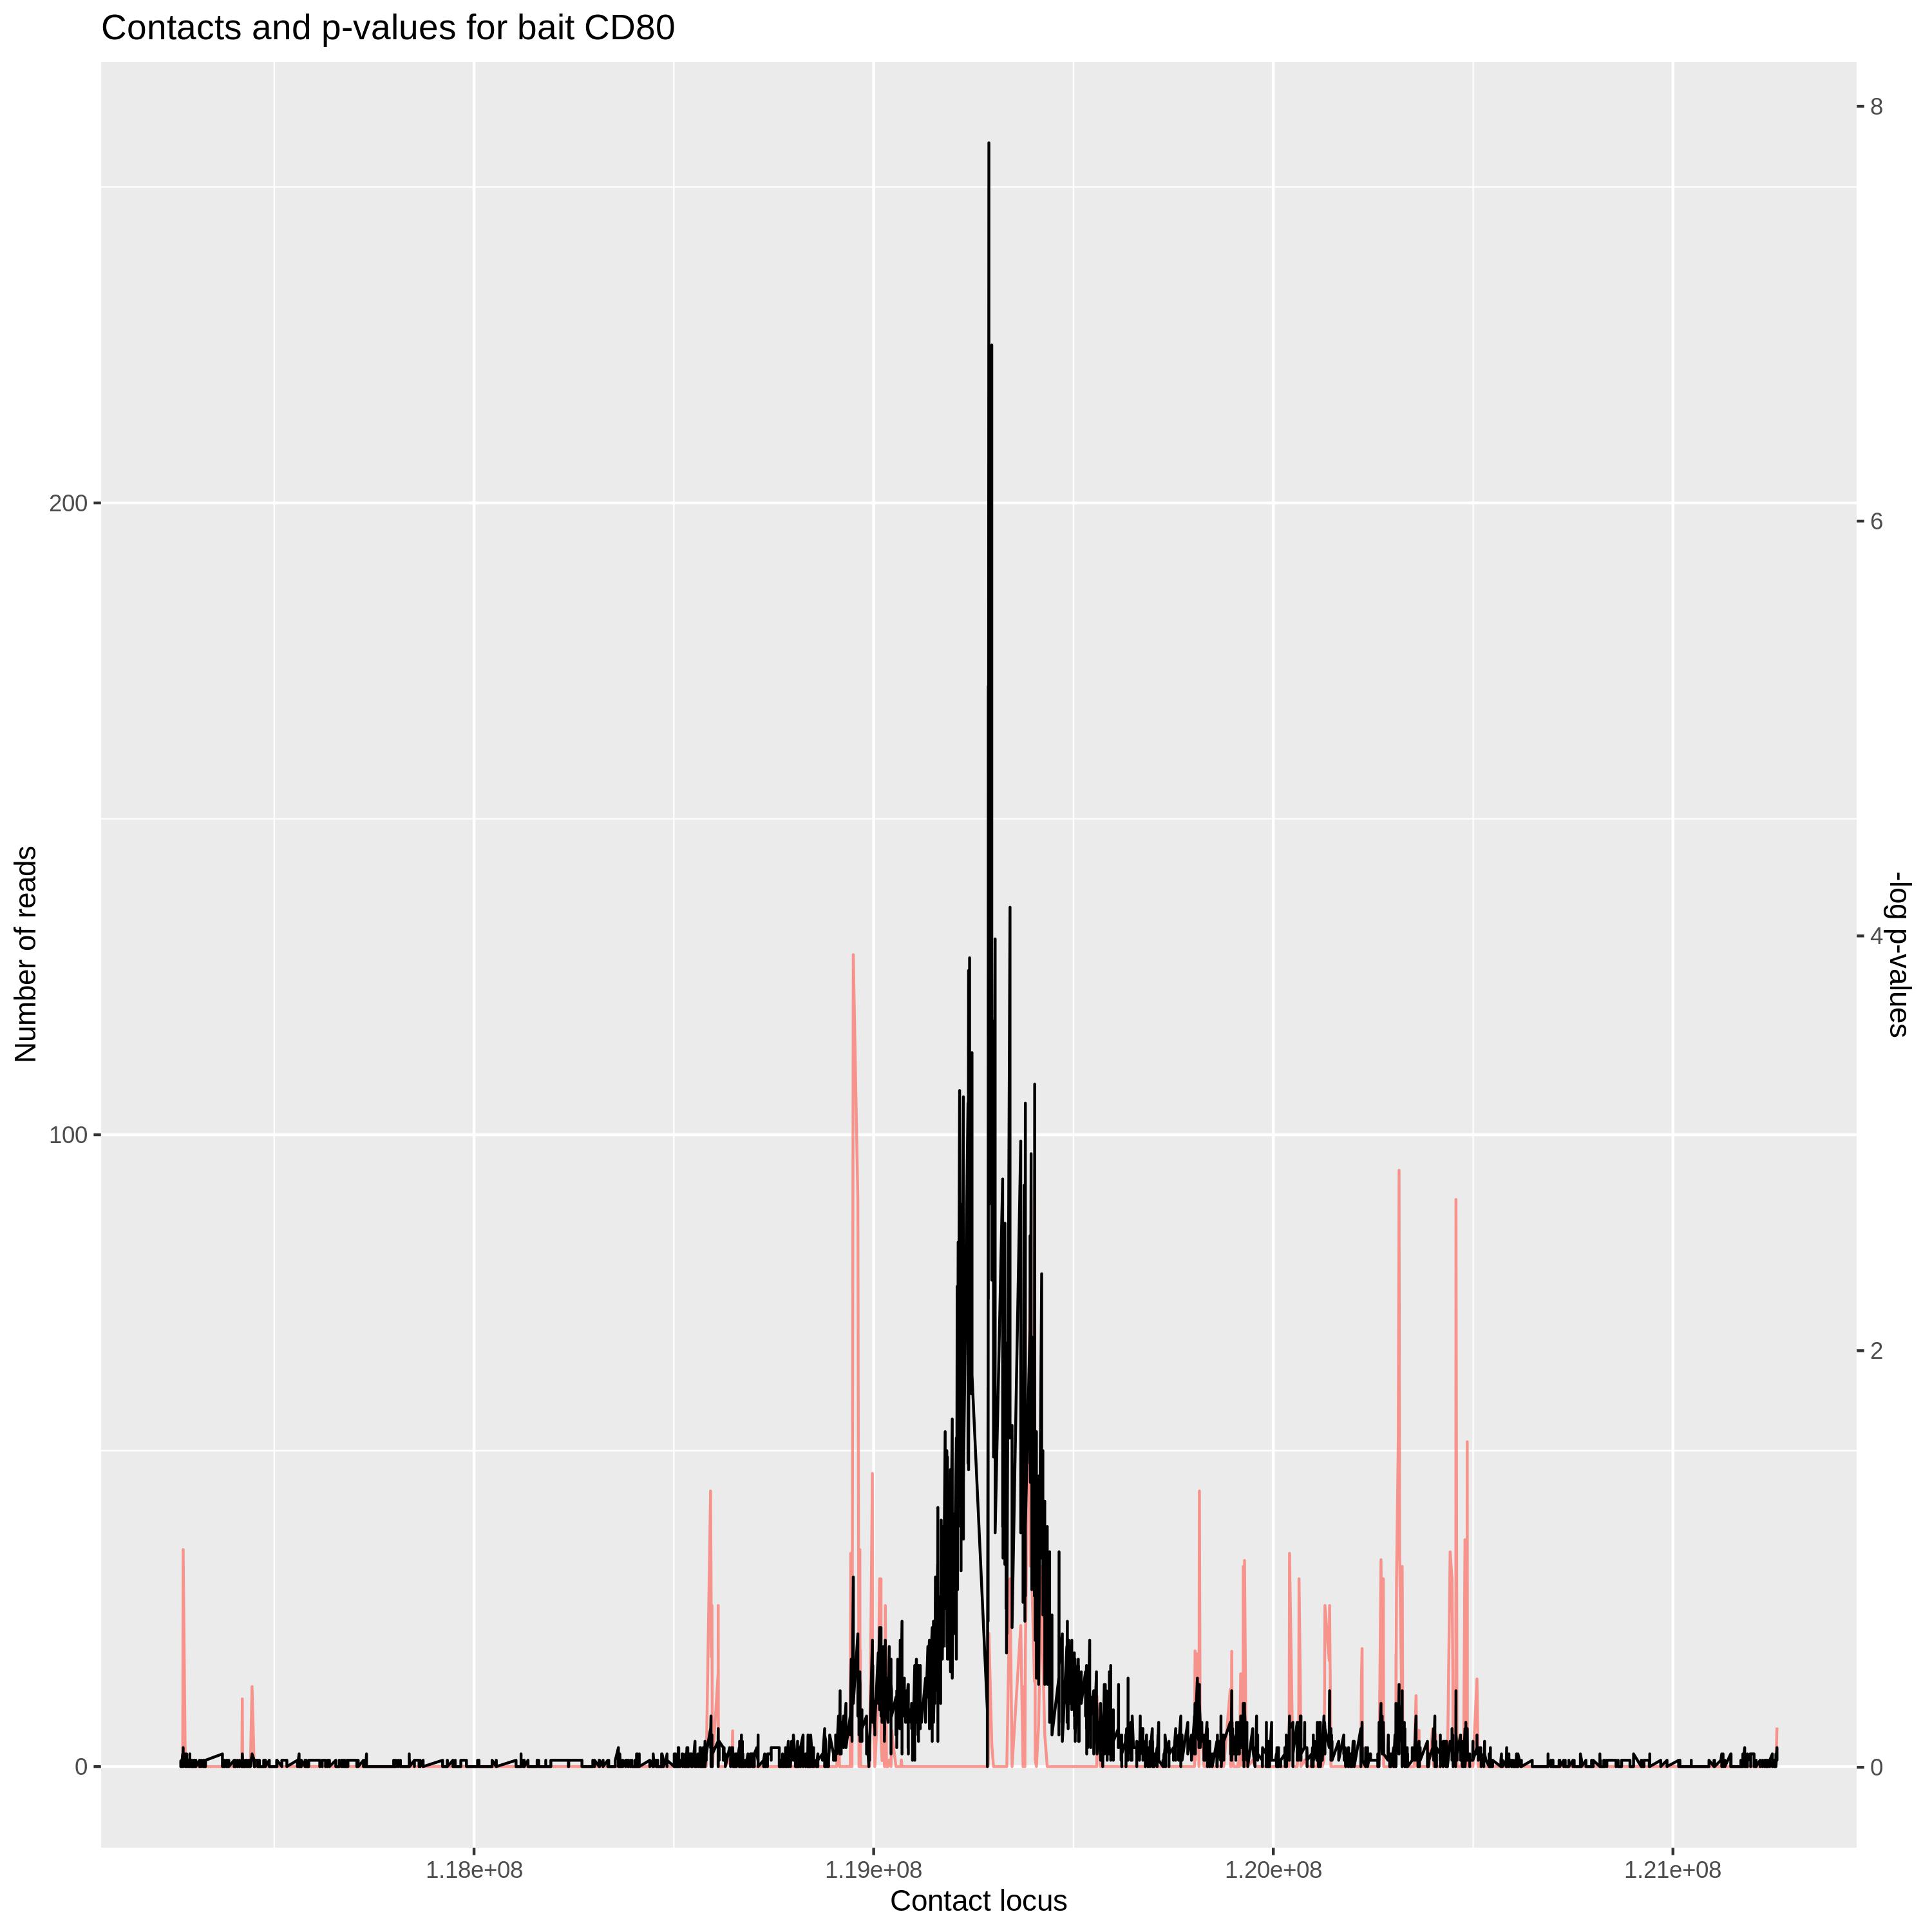 Contacts and p-values for bait CD80
Number of reads
200
100
0
8
6
4
2
0
-log p-values
1.18e+08
1.19e+08
1.20e+08
1.21e+08
Contact locus